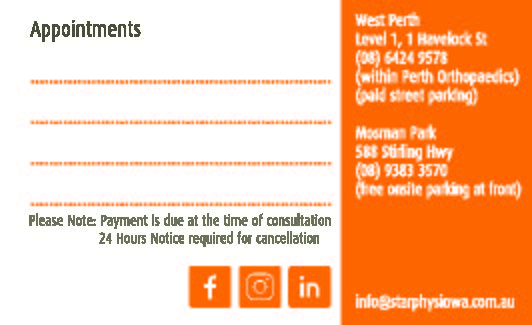 Appointments
Please Note: Payment is due at the time of consultation
24 Hours Notice required for cancellation
West Perth
Level 1, 1 Havelock St
(08) 6424 9578
(within Perth Orthopaedics)
(paid street parking)
Mosman Park
588 Stirling Hwy
(08) 9383 3570
(free onsite parking at front)
info@starphysiowa.com.au